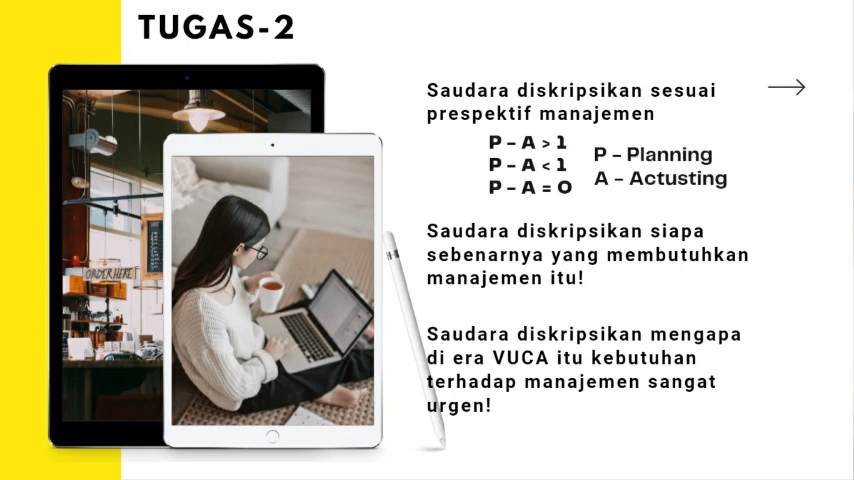 TUGAS-2
Saudara diskripsikan sesuai
prespektif manajemen
P – A > 1
P – A < 1
P – A = 0
P – Planning
A – Actusting
Saudara diskripsikan siapa
sebenarnya yang membutuhkan
manajemen itu!
Saudara diskripsikan mengapa
di era VUCA itu kebutuhan
terhadap manajemen sangat
urgen!
ORDER HERE